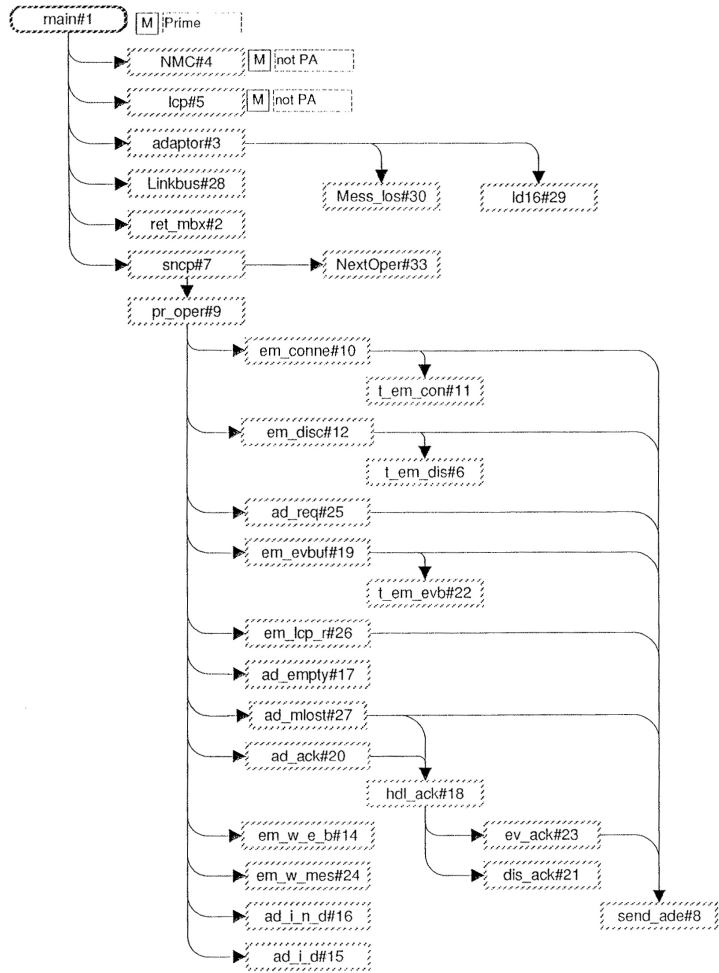 main#1
M Prime
NMC#4 M not PA
lcp#5 M not PA
adaptor#3
Linkbus#28
Mess_los#30 ld16#29
ret_mbx#2
sncp#7 NextOper#33
pr_oper#9
em_conne#10
t_em_con#11
em_disc#12
t_em_dis#6
ad_req#25
em_evbuf#19
t_em_evb#22
em_lcp_r#26
ad_empty#17
ad_mlost#27
ad_ack#20
hdl_ack#18
em_w_e_b#14 ev_ack#23
em_w_mes#24 dis_ack#21
ad_i_n_d#16 send_ade#8
ad_i_d#15